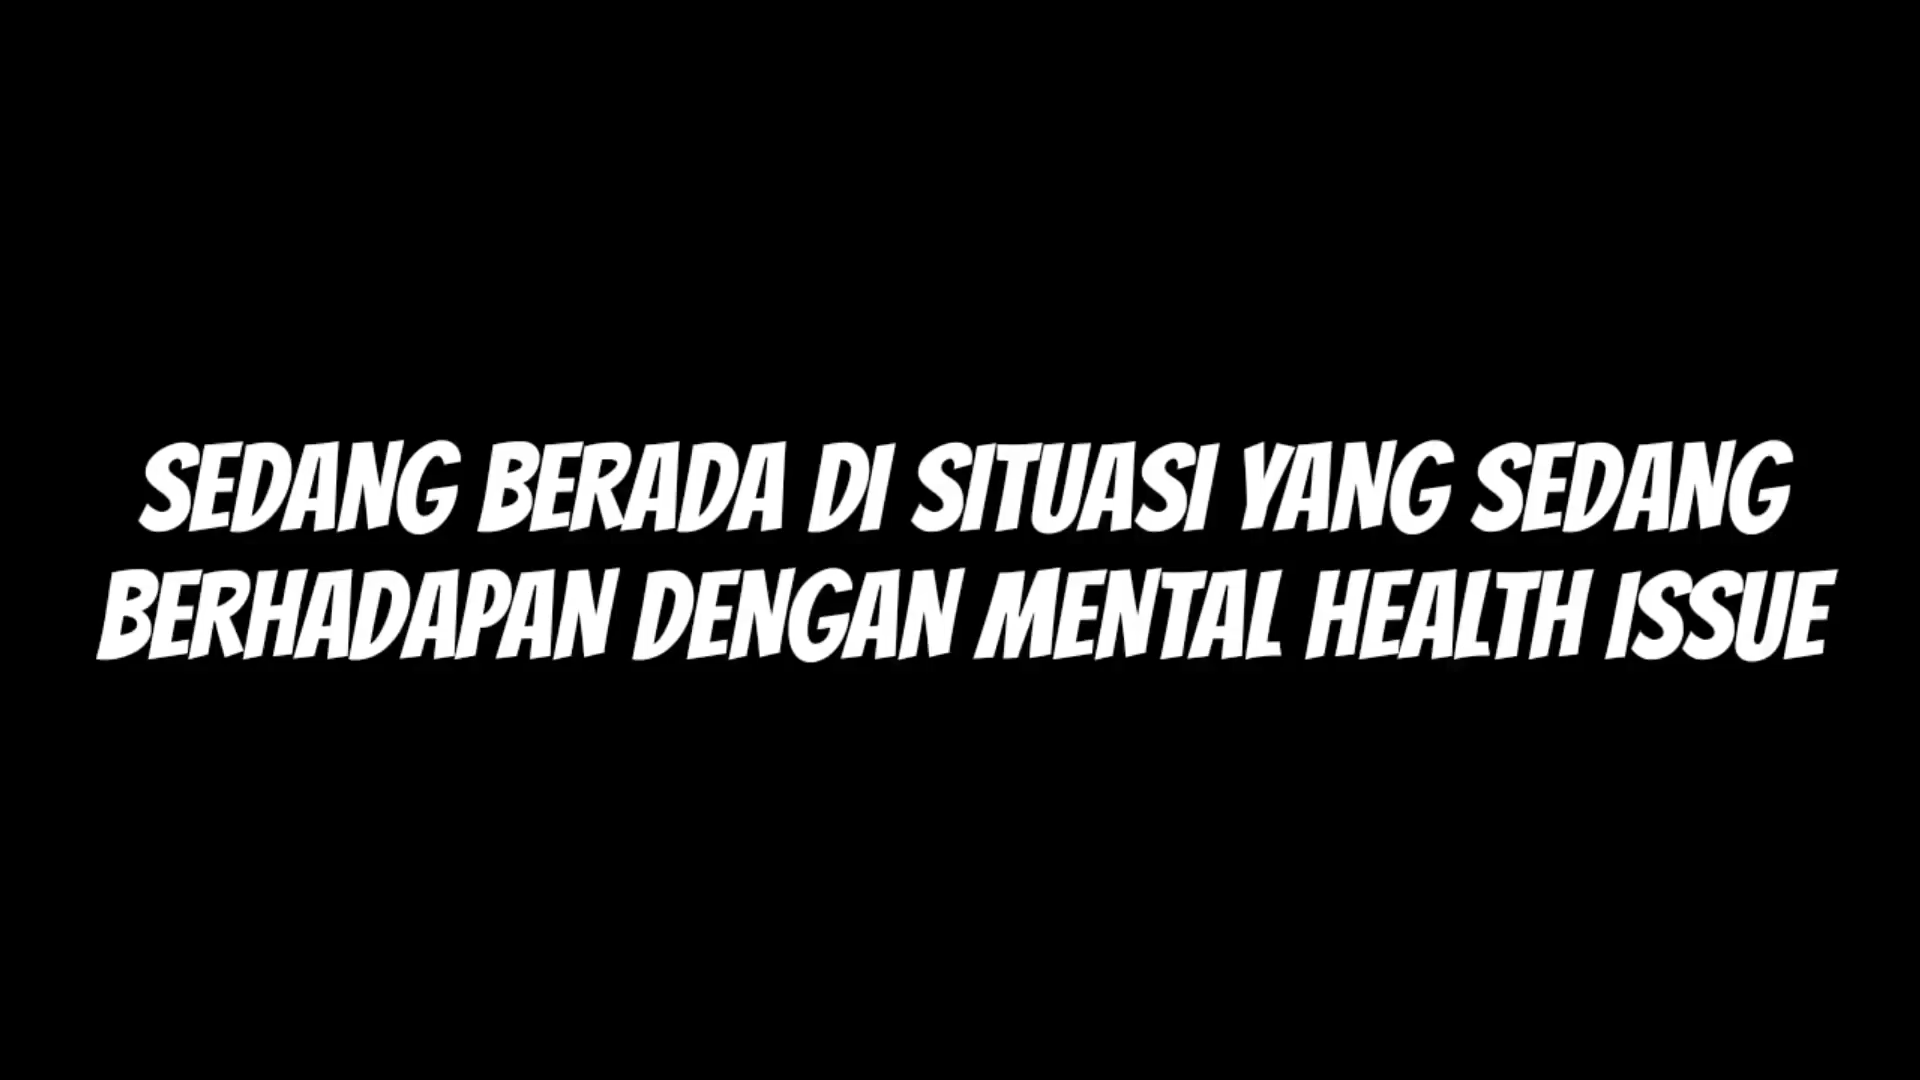 SEDANG BERADA DI SITUASI YANG SEDANG
BERHADAPAN DENGAN MENTAL HEALTH ISSUE